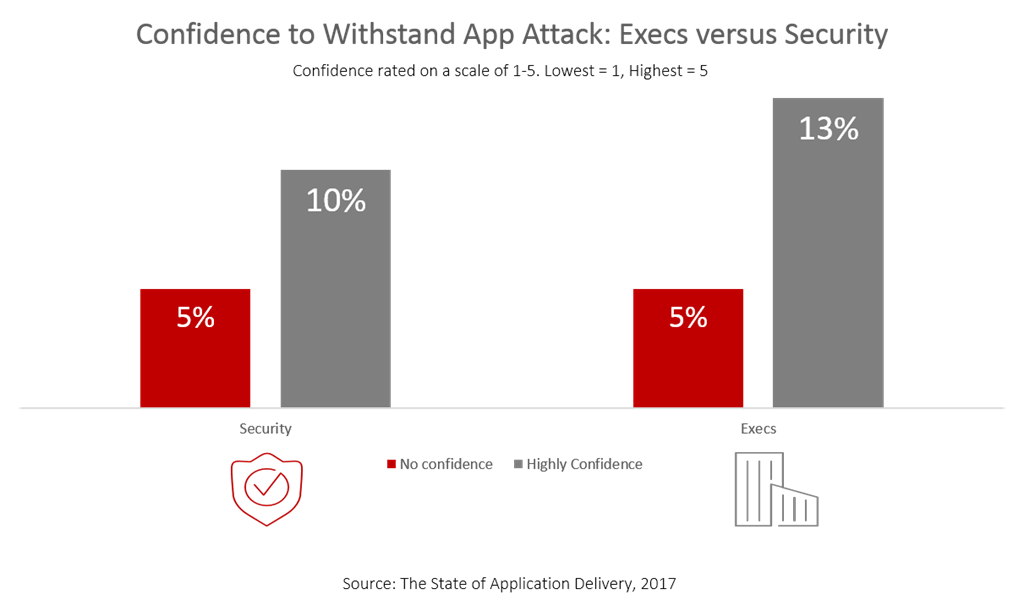 Confidence to Withstand App Attack: Execs versus Security
Confidence rated on a scale of 1-5. Lowest = 1, Highest = 5
5%
10%
5%
13%
Security
Execs
No confidence
Highly Confidence
Source: The State of Application Delivery, 2017